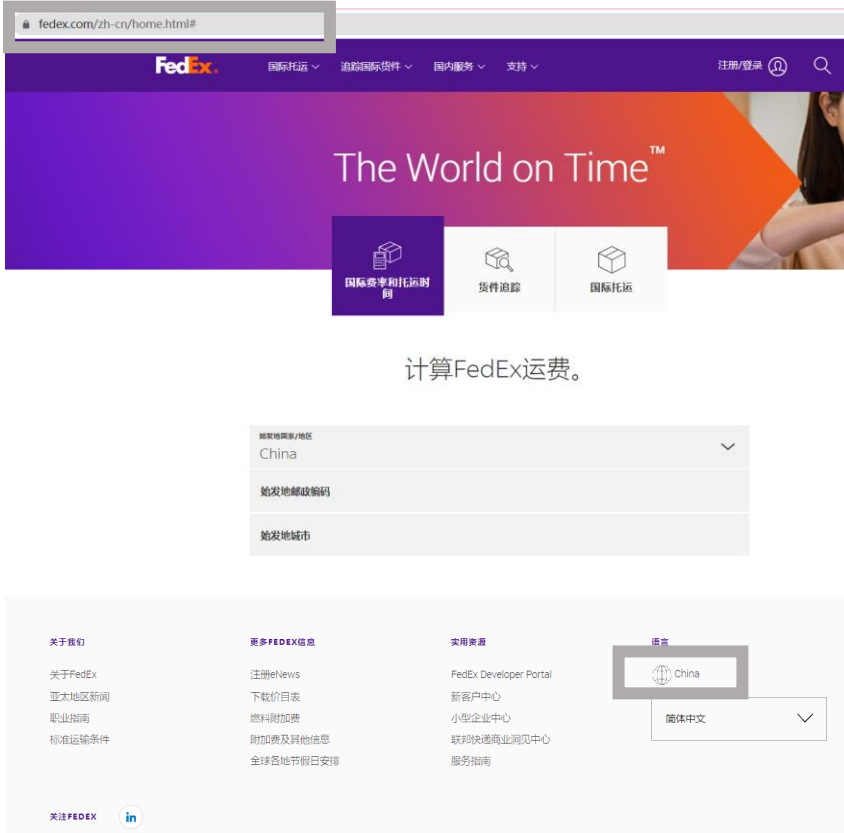 fedex.com/zh-cn/home.html#
FedEx®
国际托运
追踪国际货件
国内服务
支持
注册/登录
The World on Time™
国际费率和托运时
间
货件追踪
国际托运
计算FedEx运费。
始发地国家/地区
China
始发地邮政编码
始发地城市
关于我们
关于FedEx
亚太地区新闻
职业指南
标准运输条件
更多FEDEX信息
注册eNews
下载价目表
燃料附加费
附加费及其他信息
全球各地节假日安排
实用资源
FedEx Developer Portal
新客户中心
小型企业中心
联邦快递商业洞见中心
服务指南
语言
China
简体中文
关注FEDEX
in